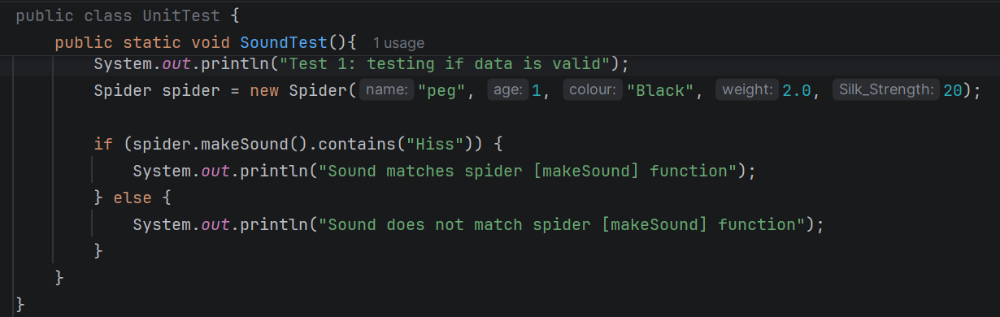 public class UnitTest {
public static void SoundTest(){ 1 usage
System.out.println("Test 1: testing if data is valid");
Spider spider = new Spider( name: "peg", age: 1, colour: "Black", weight: 2.0, Silk_Strength: 20);
if (spider.makeSound().contains("Hiss")) {
System.out.println("Sound matches spider [makeSound] function");
} else {
System.out.println("Sound does not match spider [makeSound] function");
}
}
}